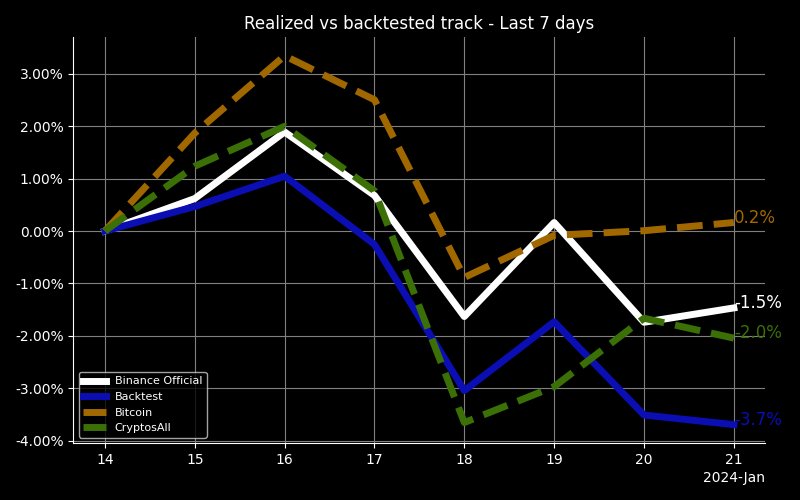 Realized vs backtested track - Last 7 days
3.00%
2.00%
1.00%
0.00%
-1.00%
-2.00%
-3.00%
-4.00%
0.2%
-1.5%
-2.0%
-3.7%
Binance Official
Backtest
Bitcoin
CryptosAll
14 15 16 17 18 19 20 21
2024-Jan